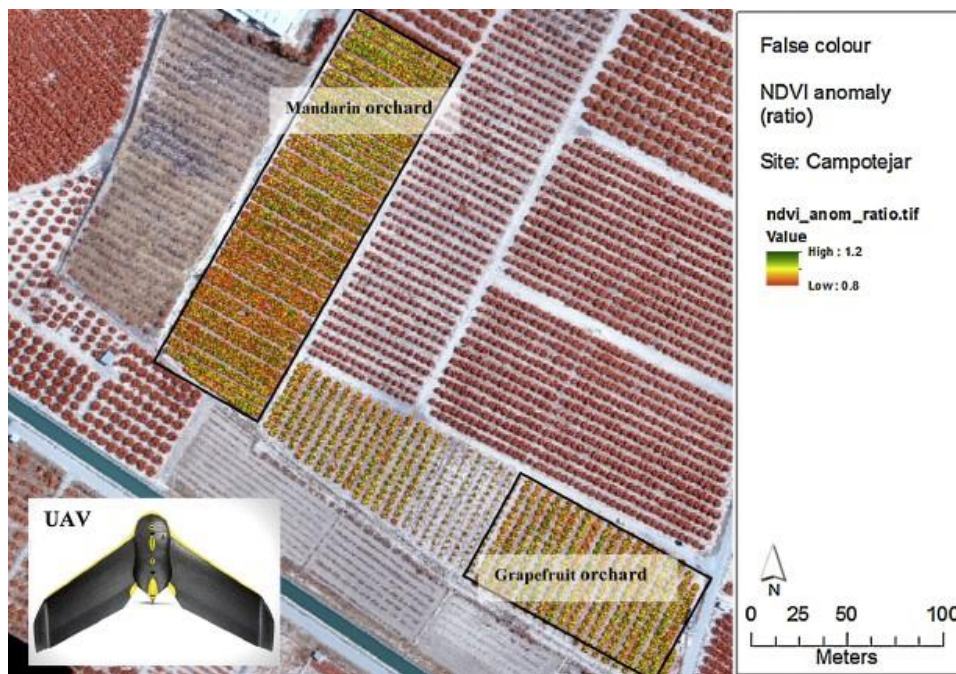 Mandarin orchard
UAV
Grapefruit orchard
False colour
NDVI anomaly
(ratio)
Site: Campotejar
ndvi_anom_ratio.tif
Value
High : 1.2
Low : 0.8
N
0 25 50 100
Meters